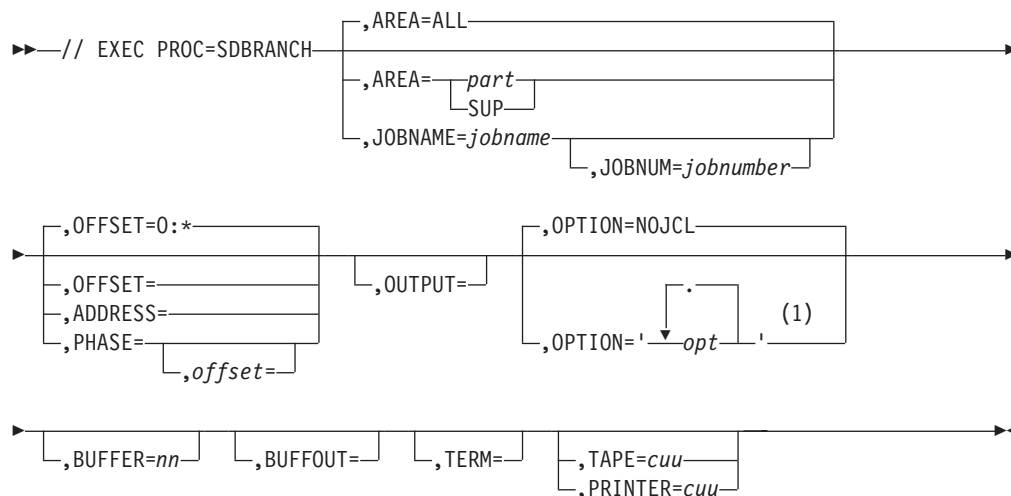 ,AREA=ALL
// EXEC PROC=SDBRANCH
,AREA= part
SUP
,JOBNAME=jobname
,JOBNUM=jobnumber
,OFFSET=0:*
,OFFSET=
,ADDRESS=
,PHASE=
,offset=
,OUTPUT=
,OPTION=NOJCL
.
(1)
,OPTION=' opt '
,BUFFER=nn
,BUFFOUT=
,TERM=
,TAPE=cuu
,PRINTER=cuu